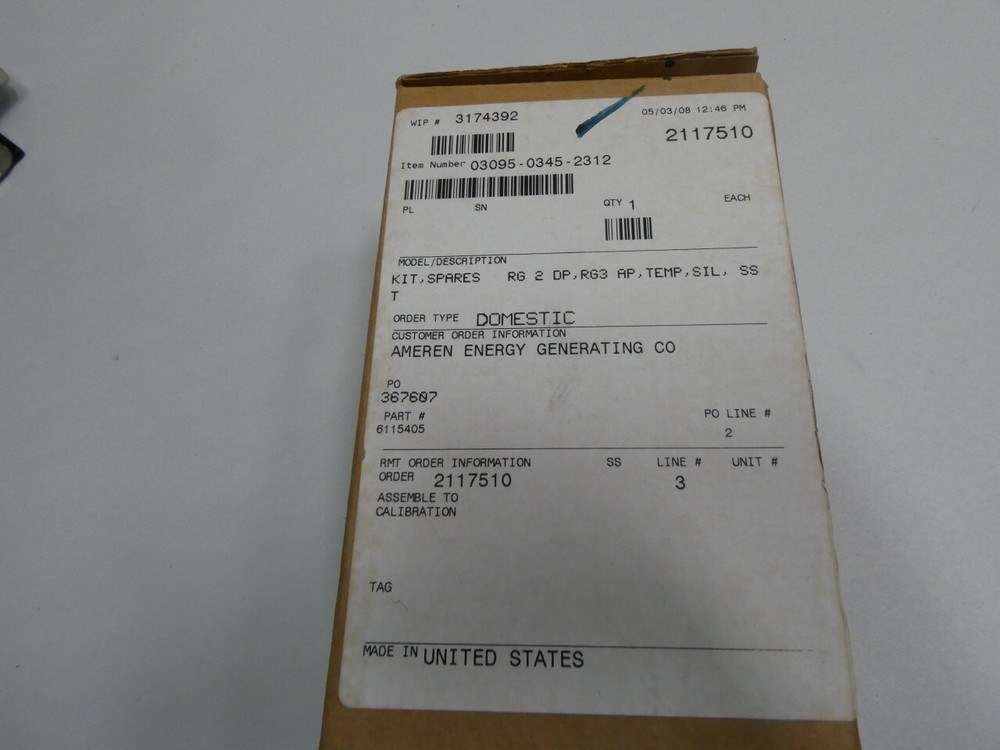 WIP # 3174392
05/03/08 12:46 PM
2117510
Item Number 03095-0345-2312
PL SN QTY 1 EACH
MODEL/DESCRIPTION
KIT,SPARES RG 2 DP,RG3 AP,TEMP,SIL, SS
T
ORDER TYPE DOMESTIC
CUSTOMER ORDER INFORMATION
AMEREN ENERGY GENERATING CO
PO
367607
PART # PO LINE #
6115405 2
RMT ORDER INFORMATION SS LINE # UNIT #
ORDER 2117510 3
ASSEMBLE TO
CALIBRATION
TAG
MADE IN UNITED STATES